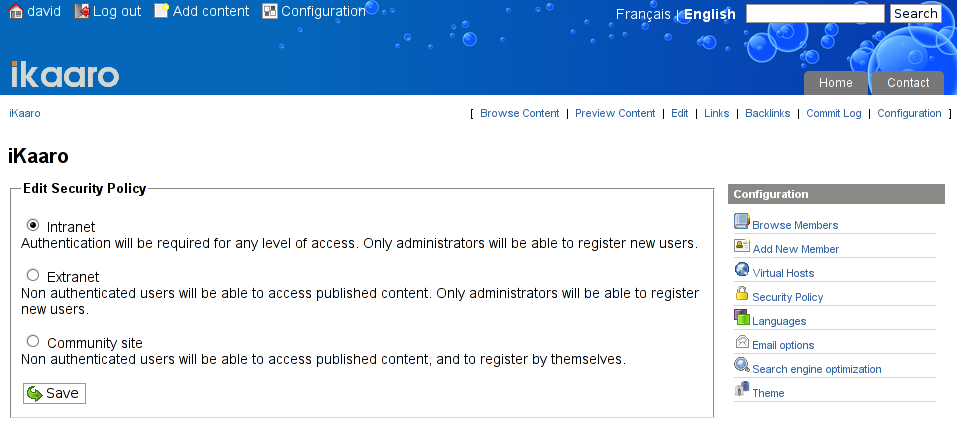 david Log out Add content Configuration Français | English Search
ikaaro
Home Contact
iKaaro [ Browse Content | Preview Content | Edit | Links | Backlinks | Commit Log | Configuration ]
iKaaro
Edit Security Policy
Intranet
Authentication will be required for any level of access. Only administrators will be able to register new users.
Extranet
Non authenticated users will be able to access published content. Only administrators will be able to register
new users.
Community site
Non authenticated users will be able to access published content, and to register by themselves.
Save
Configuration
Browse Members
Add New Member
Virtual Hosts
Security Policy
Languages
Email options
Search engine optimization
Theme